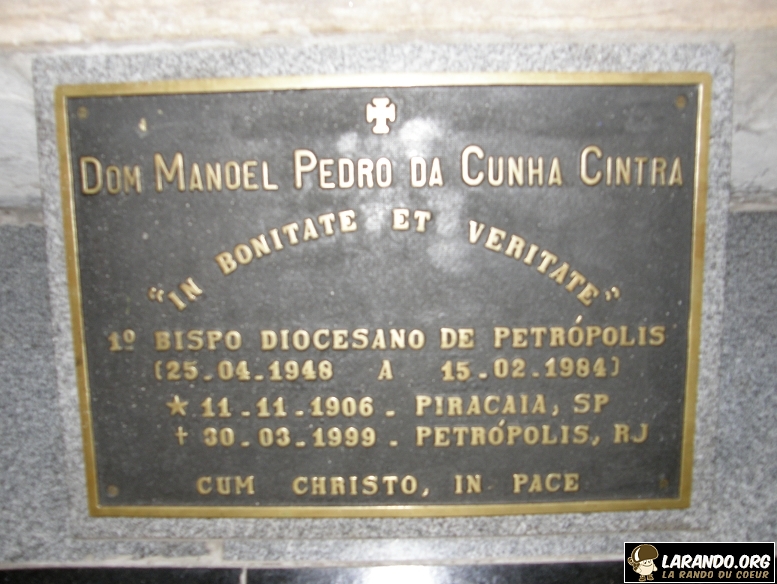 DOM MANOEL PEDRO DA CUNHA CINTRA
"IN BONITATE ET VERITATE"
1º BISPO DIOCESANO DE PETRÓPOLIS
(25.04.1948 A 15.02.1984)
★ 11.11.1906. PIRACAIA, SP
† 30.03.1999. PETRÓPOLIS, RJ
CUM CHRISTO, IN PACE
LARANDO.ORG
LA RANDO DU COEUR